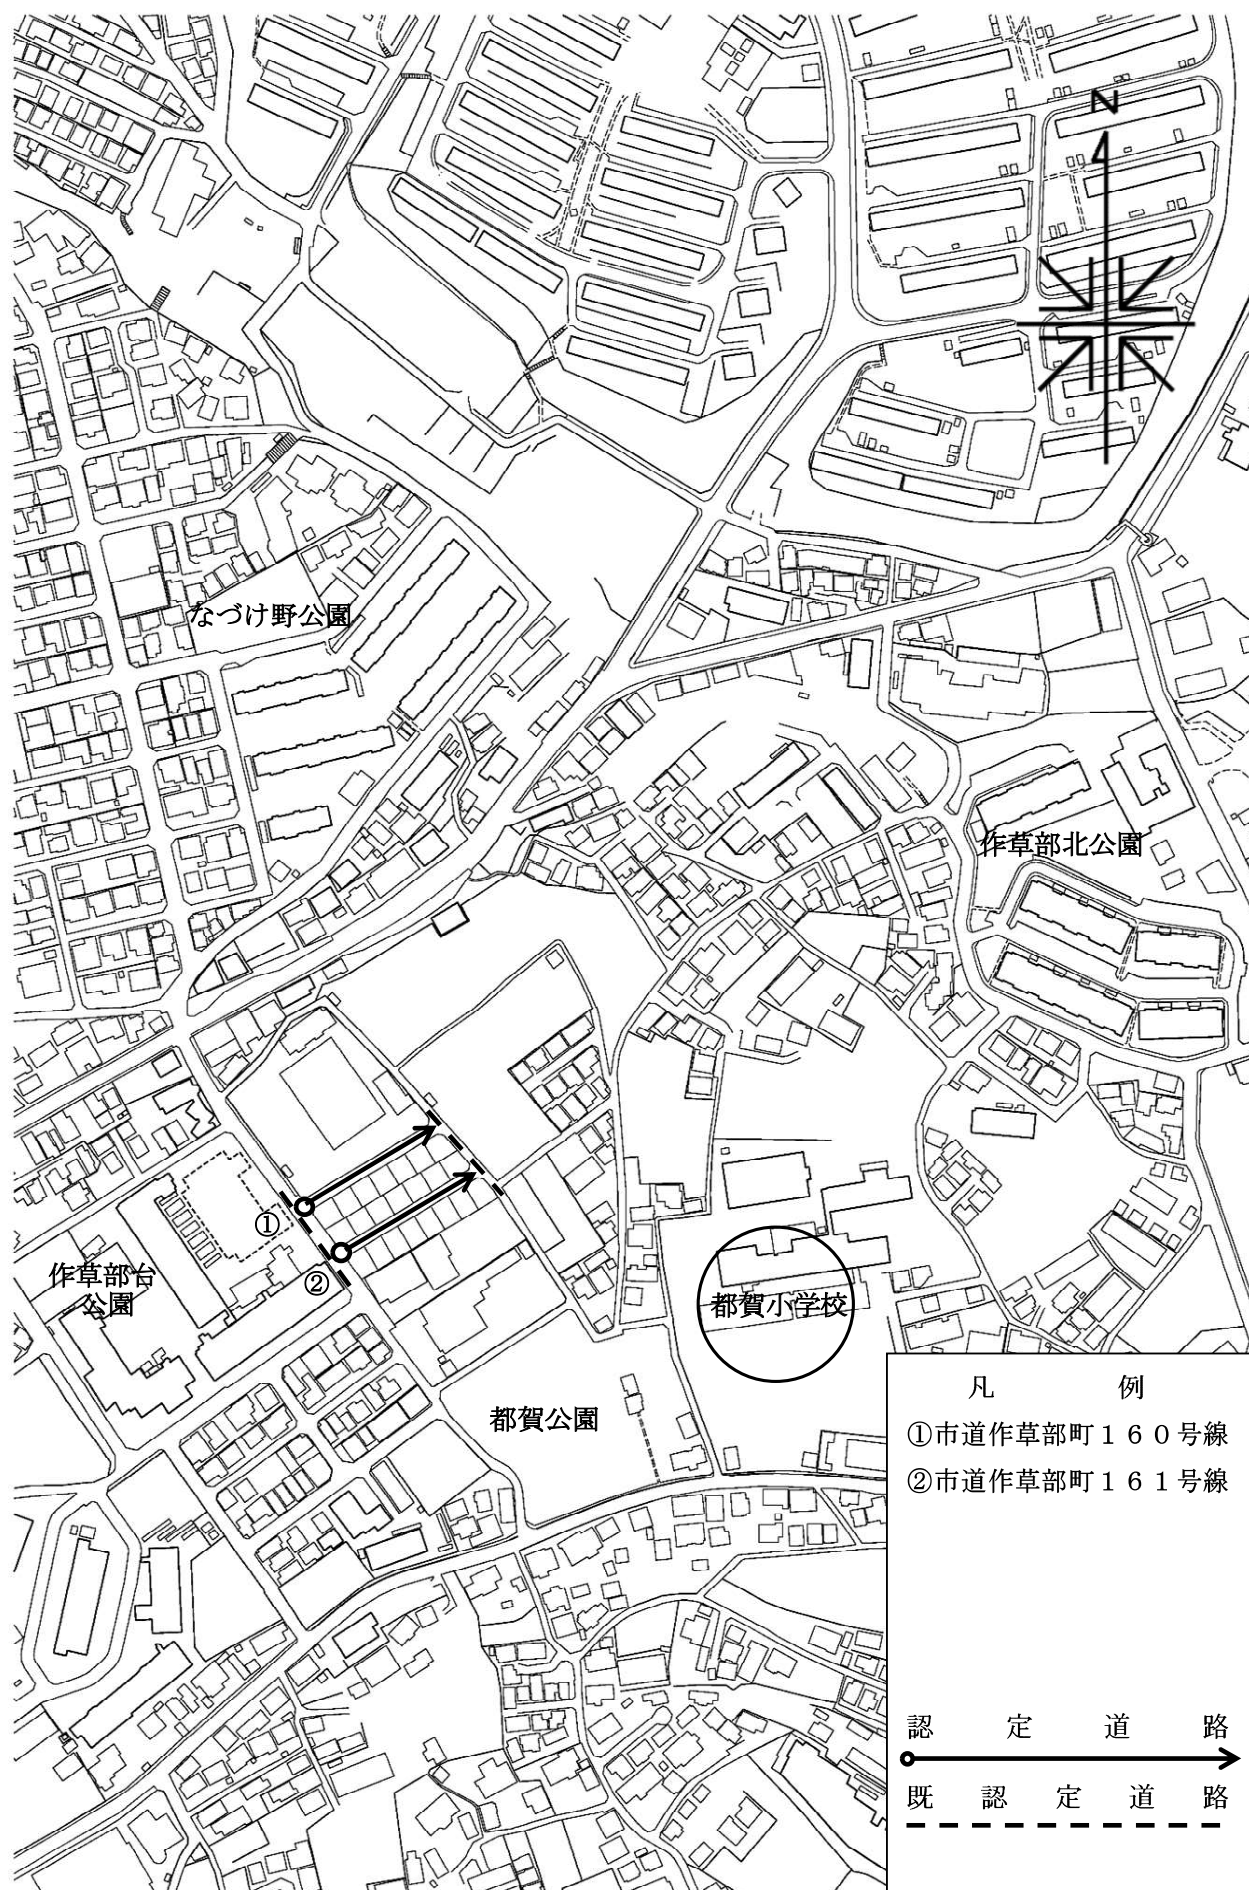 N
なづけ野公園
作草部北公園
①
②
作草部台
公園
都賀小学校
都賀公園
凡 例
①市道作草部町１６０号線
②市道作草部町１６１号線
認 定 道 路
既 認 定 道 路